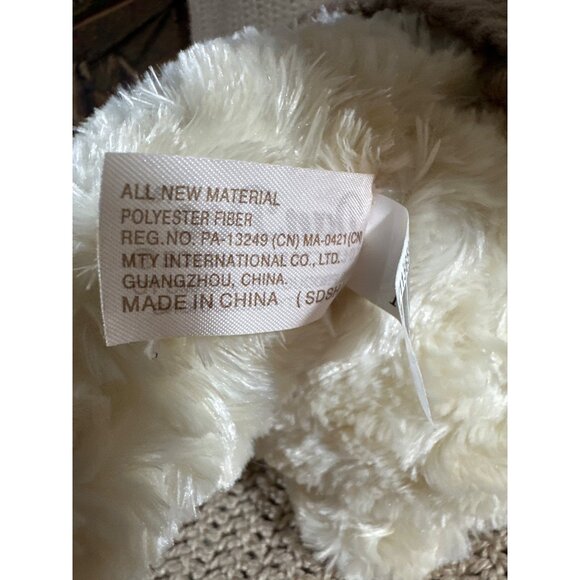 ALL NEW MATERIAL
POLYESTER FIBER
REG.NO. PA-13249 (CN) MA-0421(CN)
MTY INTERNATIONAL CO., LTD.
GUANGZHOU, CHINA.
MADE IN CHINA (SDSH